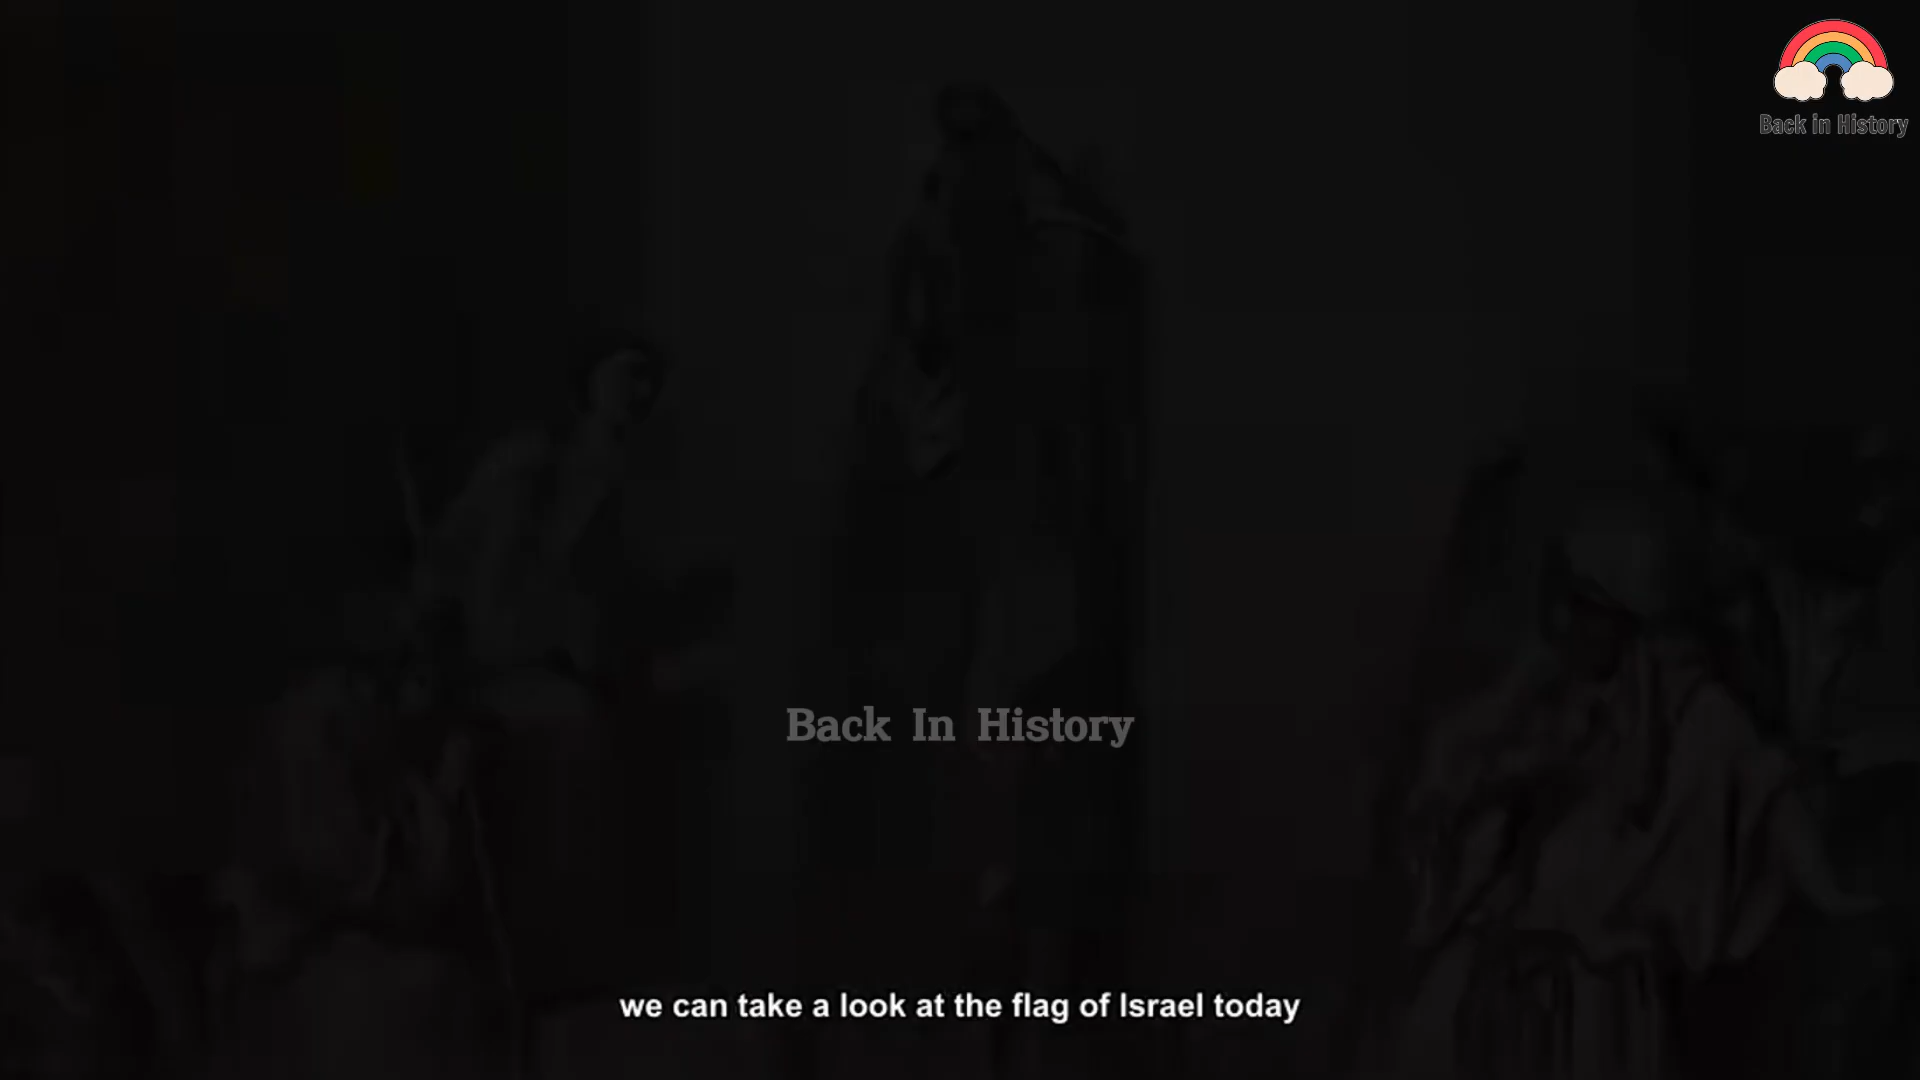 Back in History
Back In History
we can take a look at the flag of Israel today